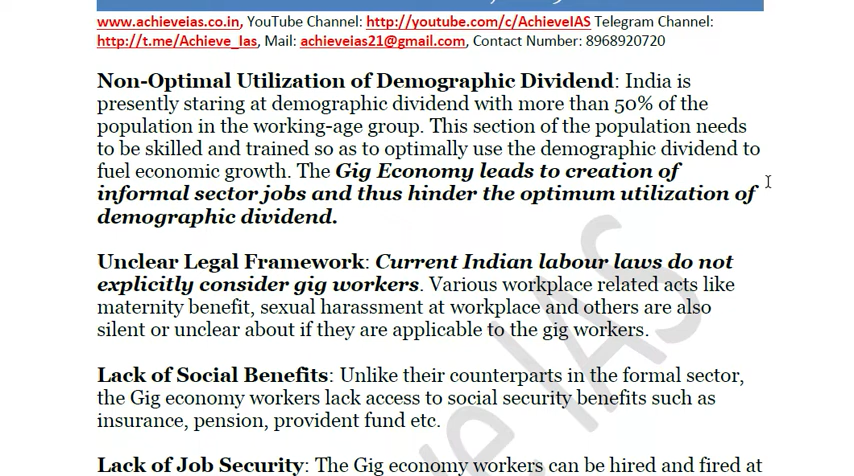 www.achieveias.co.in, YouTube Channel: http://youtube.com/c/AchieveIAS Telegram Channel:
http://t.me/Achieve_Ias, Mail: achieveias21@gmail.com, Contact Number: 8968920720
Non-Optimal Utilization of Demographic Dividend: India is
presently staring at demographic dividend with more than 50% of the
population in the working-age group. This section of the population needs
to be skilled and trained so as to optimally use the demographic dividend to
fuel economic growth. The Gig Economy leads to creation of
informal sector jobs and thus hinder the optimum utilization of
demographic dividend.
Unclear Legal Framework: Current Indian labour laws do not
explicitly consider gig workers. Various workplace related acts like
maternity benefit, sexual harassment at workplace and others are also
silent or unclear about if they are applicable to the gig workers.
Lack of Social Benefits: Unlike their counterparts in the formal sector,
the Gig economy workers lack access to social security benefits such as
insurance, pension, provident fund etc.
Lack of Job Security: The Gig economy workers can be hired and fired at